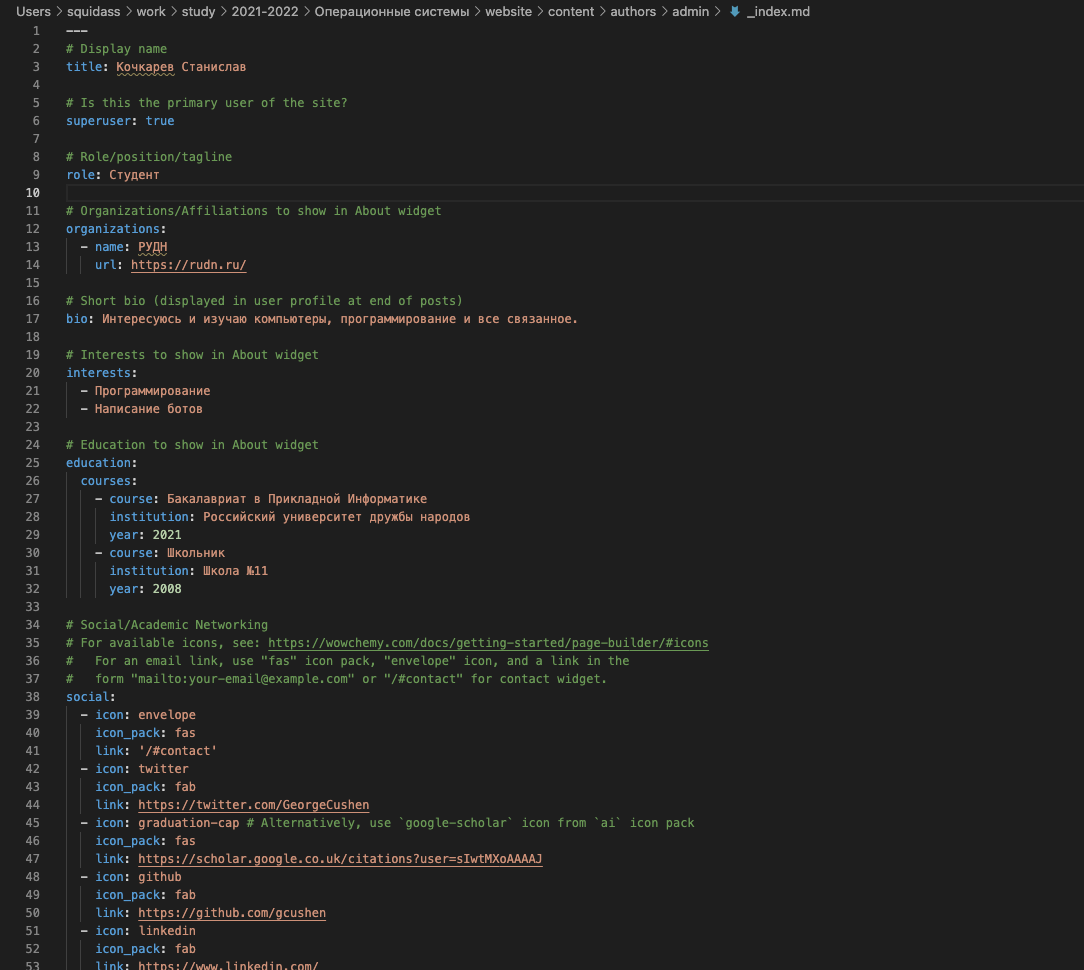 Users > squidass > work > study > 2021-2022 > Операционные системы > website > content > authors > admin > _index.md
1 ---
2 # Display name
3 title: Кочкарев Станислав
4
5 # Is this the primary user of the site?
6 superuser: true
7
8 # Role/position/tagline
9 role: Студент
10
11 # Organizations/Affiliations to show in About widget
12 organizations:
13   - name: РУДН
14     url: https://rudn.ru/
15
16 # Short bio (displayed in user profile at end of posts)
17 bio: Интересуюсь и изучаю компьютеры, программирование и все связанное.
18
19 # Interests to show in About widget
20 interests:
21   - Программирование
22   - Написание ботов
23
24 # Education to show in About widget
25 education:
26   courses:
27     - course: Бакалавриат в Прикладной Информатике
28       institution: Российский университет дружбы народов
29       year: 2021
30     - course: Школьник
31       institution: Школа №11
32       year: 2008
33
34 # Social/Academic Networking
35 # For available icons, see: https://wowchemy.com/docs/getting-started/page-builder/#icons
36 #   For an email link, use "fas" icon pack, "envelope" icon, and a link in the
37 #   form "mailto:your-email@example.com" or "/#contact" for contact widget.
38 social:
39   - icon: envelope
40     icon_pack: fas
41     link: '/#contact'
42   - icon: twitter
43     icon_pack: fab
44     link: https://twitter.com/GeorgeCushen
45   - icon: graduation-cap # Alternatively, use `google-scholar` icon from `ai` icon pack
46     icon_pack: fas
47     link: https://scholar.google.co.uk/citations?user=sIwtMXoAAAAJ
48   - icon: github
49     icon_pack: fab
50     link: https://github.com/gcushen
51   - icon: linkedin
52     icon_pack: fab
53     link: https://www.linkedin.com/